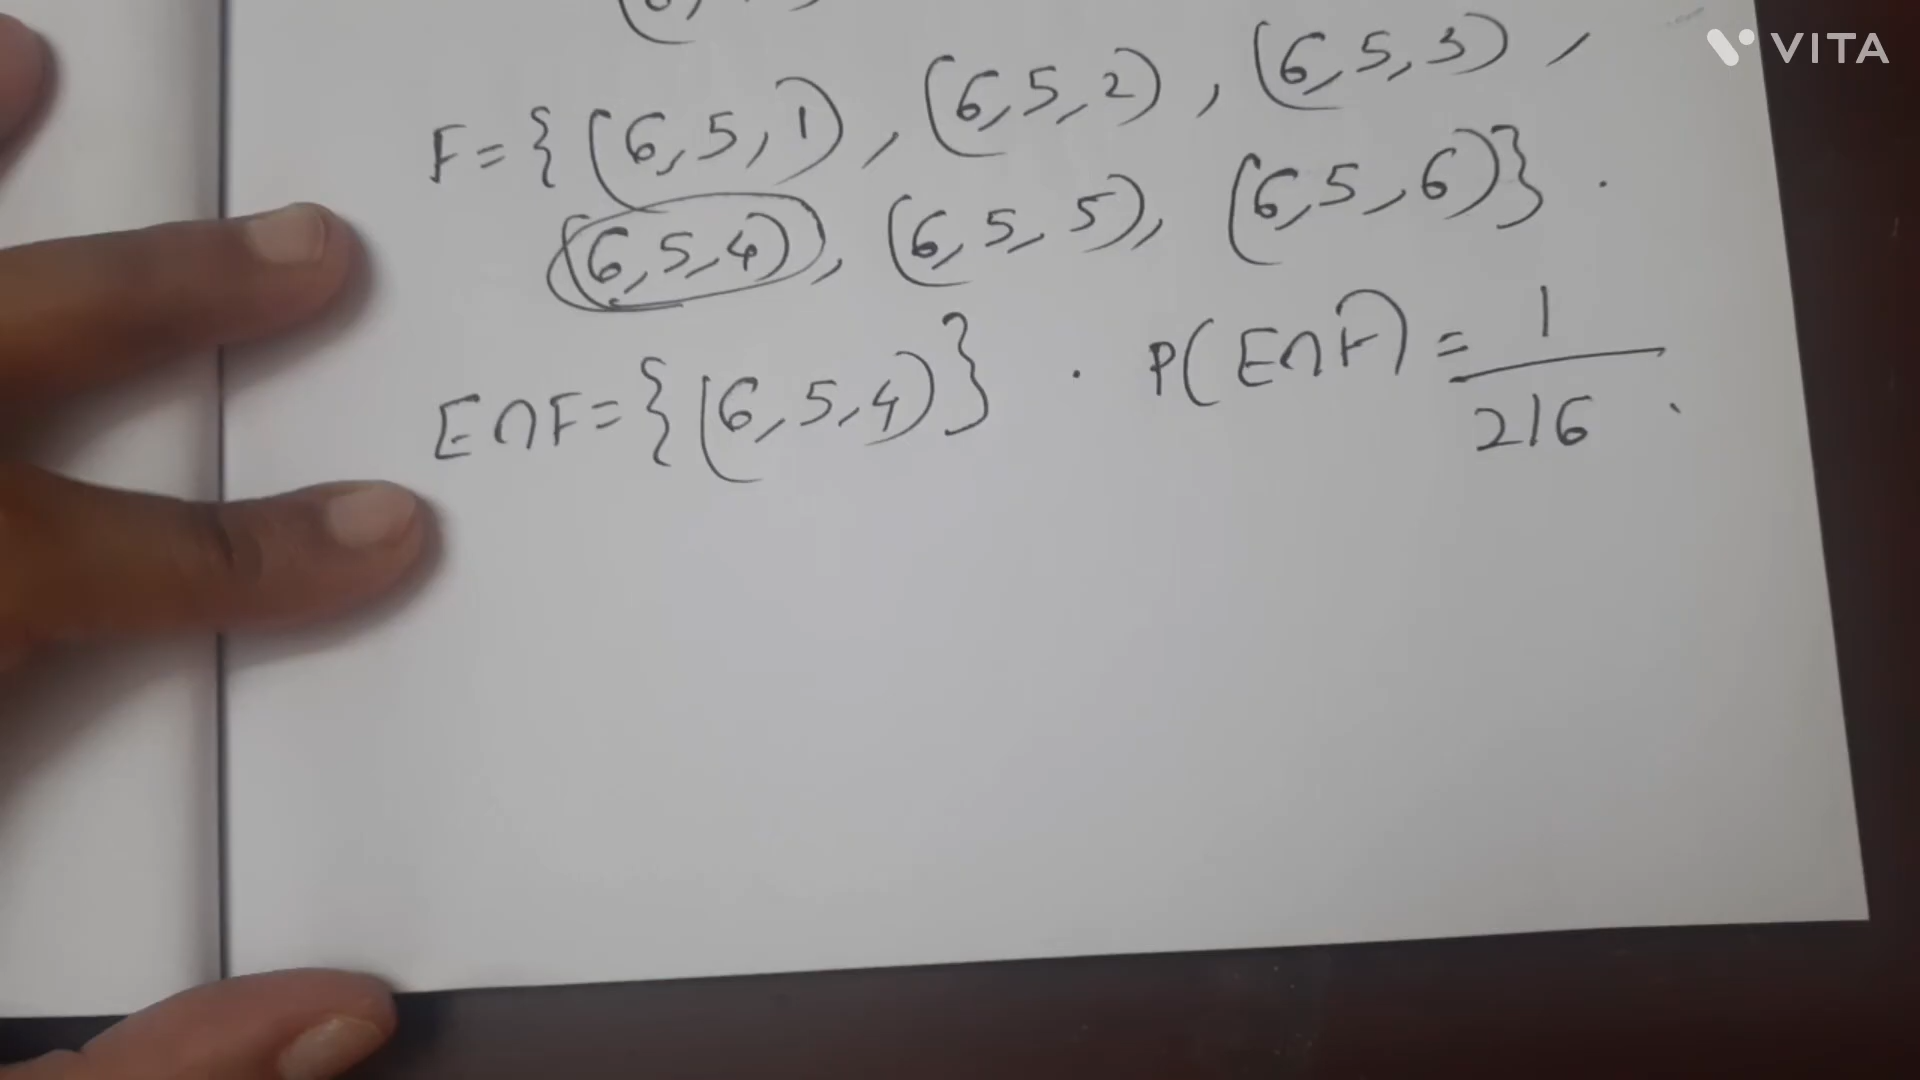 VITA
F = { (6, 5, 1), (6, 5, 2), (6, 5, 3),
(6, 5, 4), (6, 5, 5), (6, 5, 6) } .
E∩F = { (6, 5, 4) } . P(E∩F) = 1/216 .